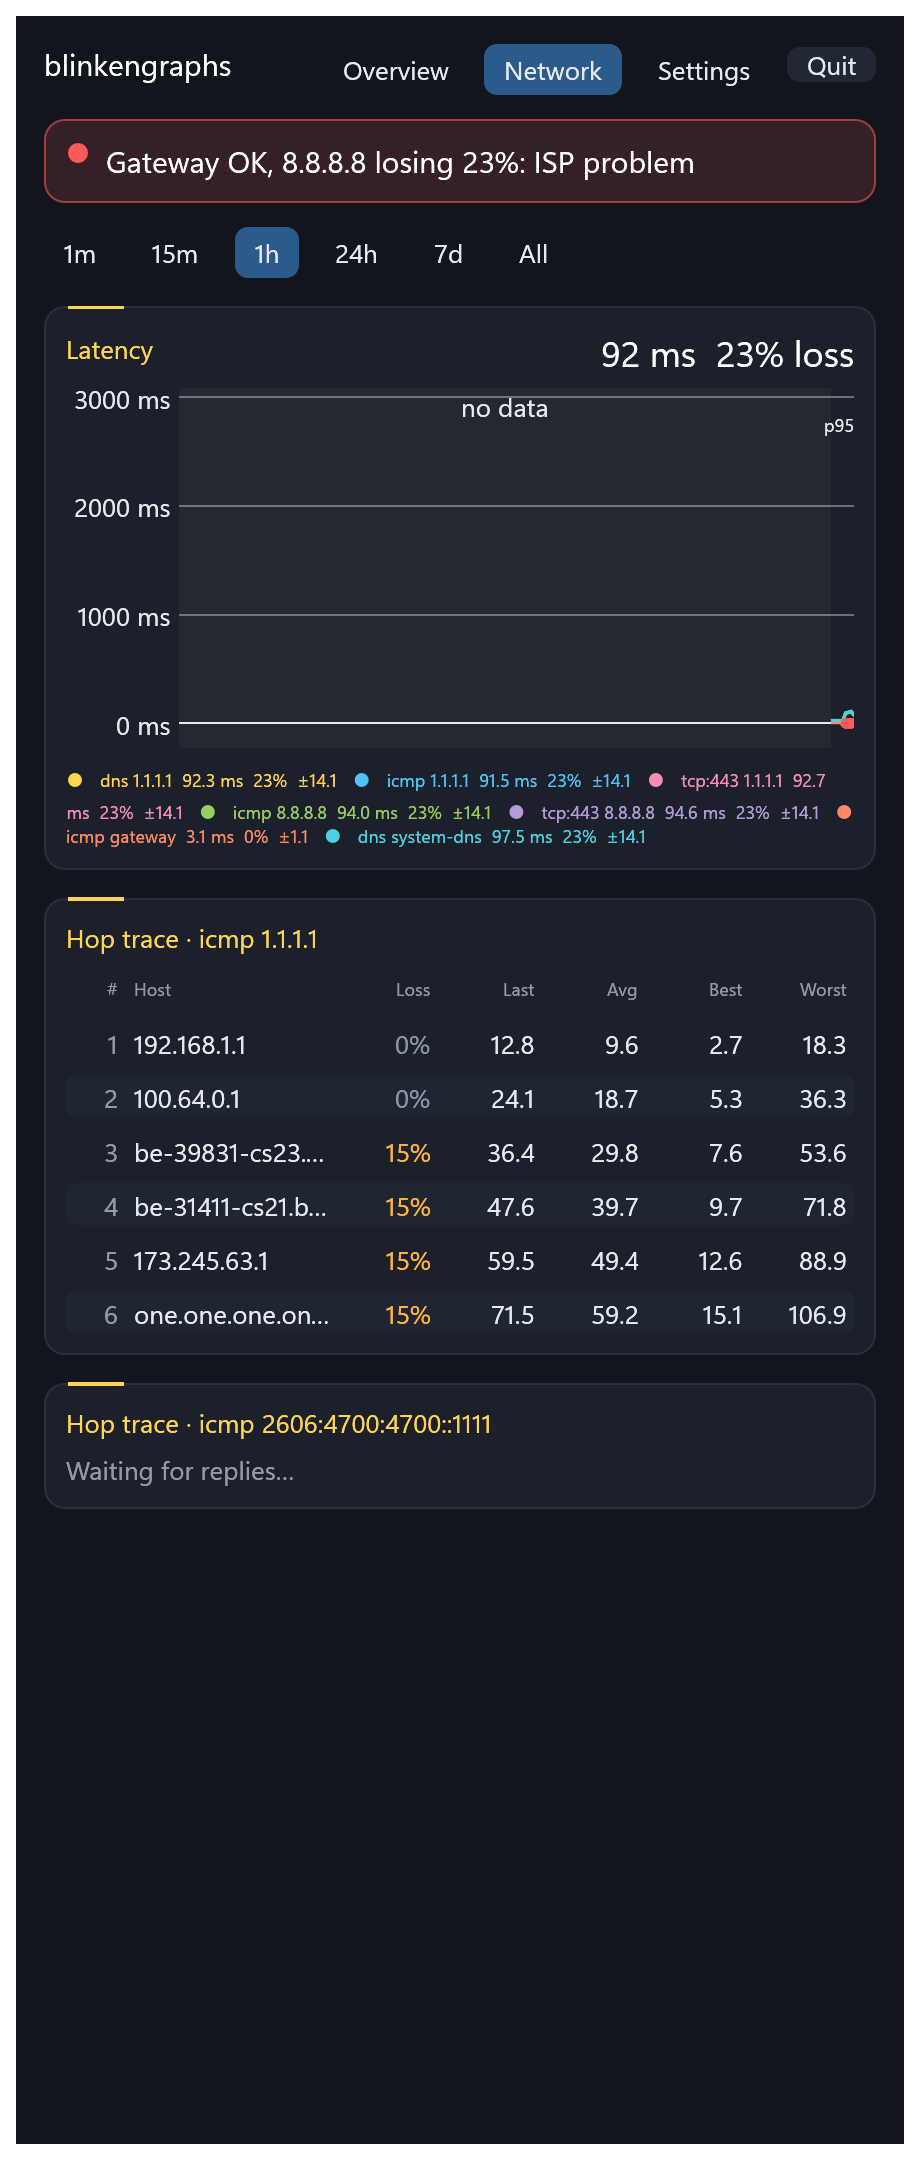 blinkengraphs Overview Network Settings Quit
Gateway OK, 8.8.8.8 losing 23%: ISP problem
1m 15m 1h 24h 7d All
Latency 92 ms 23% loss
3000 ms
no data
p95
2000 ms
1000 ms
0 ms
dns 1.1.1.1 92.3 ms 23% ±14.1 icmp 1.1.1.1 91.5 ms 23% ±14.1 tcp:443 1.1.1.1 92.7
ms 23% ±14.1 icmp 8.8.8.8 94.0 ms 23% ±14.1 tcp:443 8.8.8.8 94.6 ms 23% ±14.1
icmp gateway 3.1 ms 0% ±1.1 dns system-dns 97.5 ms 23% ±14.1
Hop trace · icmp 1.1.1.1
# Host Loss Last Avg Best Worst
1 192.168.1.1 0% 12.8 9.6 2.7 18.3
2 100.64.0.1 0% 24.1 18.7 5.3 36.3
3 be-39831-cs23.... 15% 36.4 29.8 7.6 53.6
4 be-31411-cs21.b... 15% 47.6 39.7 9.7 71.8
5 173.245.63.1 15% 59.5 49.4 12.6 88.9
6 one.one.one.on... 15% 71.5 59.2 15.1 106.9
Hop trace · icmp 2606:4700:4700::1111
Waiting for replies...